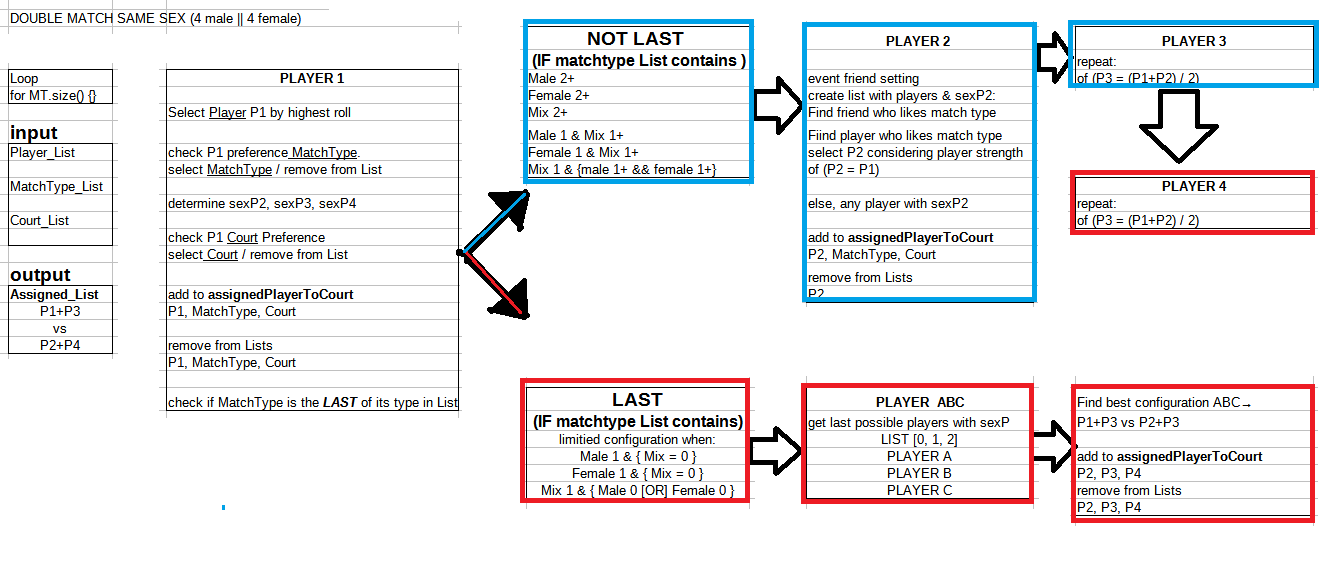 DOUBLE MATCH SAME SEX (4 male || 4 female)
Loop
for MT.size() {}
input
Player_List
MatchType_List
Court_List
output
Assigned_List
P1+P3
vs
P2+P4
PLAYER 1
Select Player P1 by highest roll
check P1 preference MatchType.
select MatchType / remove from List
determine sexP2, sexP3, sexP4
check P1 Court Preference
select Court / remove from List
add to assignedPlayerToCourt
P1, MatchType, Court
remove from Lists
P1, MatchType, Court
check if MatchType is the LAST of its type in List
NOT LAST
(IF matchtype List contains )
Male 2+
Female 2+
Mix 2+
Male 1 & Mix 1+
Female 1 & Mix 1+
Mix 1 & {male 1+ && female 1+}
PLAYER 2
event friend setting
create list with players & sexP2:
Find friend who likes match type
Fiind player who likes match type
select P2 considering player strength
of (P2 = P1)
else, any player with sexP2
add to assignedPlayerToCourt
P2, MatchType, Court
remove from Lists
P2
PLAYER 3
repeat:
of (P3 = (P1+P2) / 2)
PLAYER 4
repeat:
of (P3 = (P1+P2) / 2)
LAST
(IF matchtype List contains)
limitied configuration when:
Male 1 & { Mix = 0 }
Female 1 & { Mix = 0 }
Mix 1 & { Male 0 [OR] Female 0 }
PLAYER  ABC
get last possible players with sexP
LIST [0, 1, 2]
PLAYER A
PLAYER B
PLAYER C
Find best configuration ABC→
P1+P3 vs P2+P3
add to assignedPlayerToCourt
P2, P3, P4
remove from Lists
P2, P3, P4